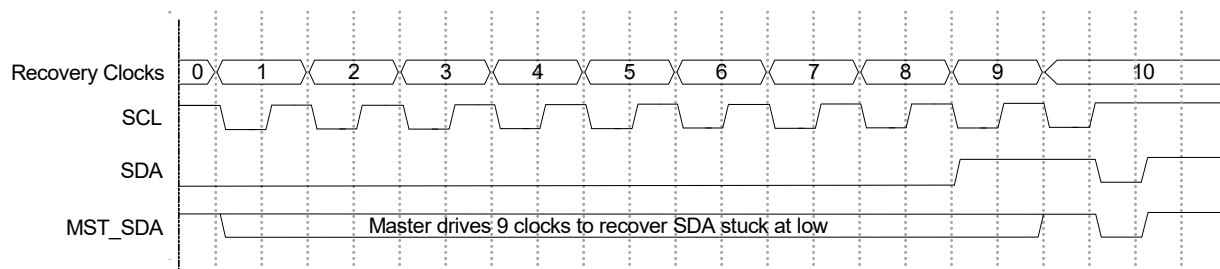 Recovery Clocks 0 1 2 3 4 5 6 7 8 9 10
SCL
SDA
MST_SDA Master drives 9 clocks to recover SDA stuck at low